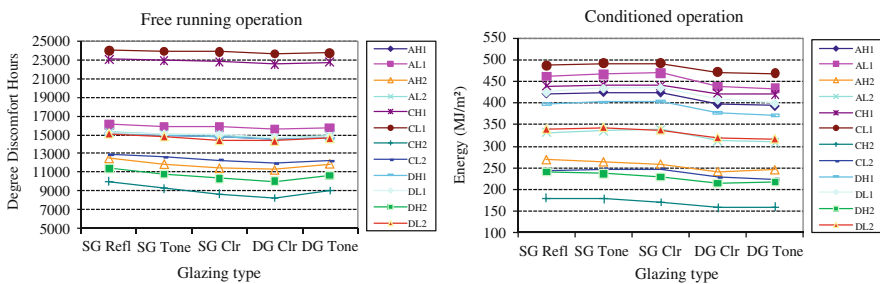 Free running operation
Degree Discomfort Hours
25000
23000
21000
19000
17000
15000
13000
11000
9000
7000
5000
SG Refl
SG Tone
SG Clr
DG Clr
DG Tone
Glazing type
AH1
AL1
AH2
AL2
CH1
CL1
CH2
CL2
DH1
DL1
DH2
DL2
Conditioned operation
Energy (MJ/m²)
550
500
450
400
350
300
250
200
150
100
SG Refl
SG Tone
SG Clr
DG Clr
DG Tone
Glazing type
AH1
AL1
AH2
AL2
CH1
CL1
CH2
CL2
DH1
DL1
DH2
DL2